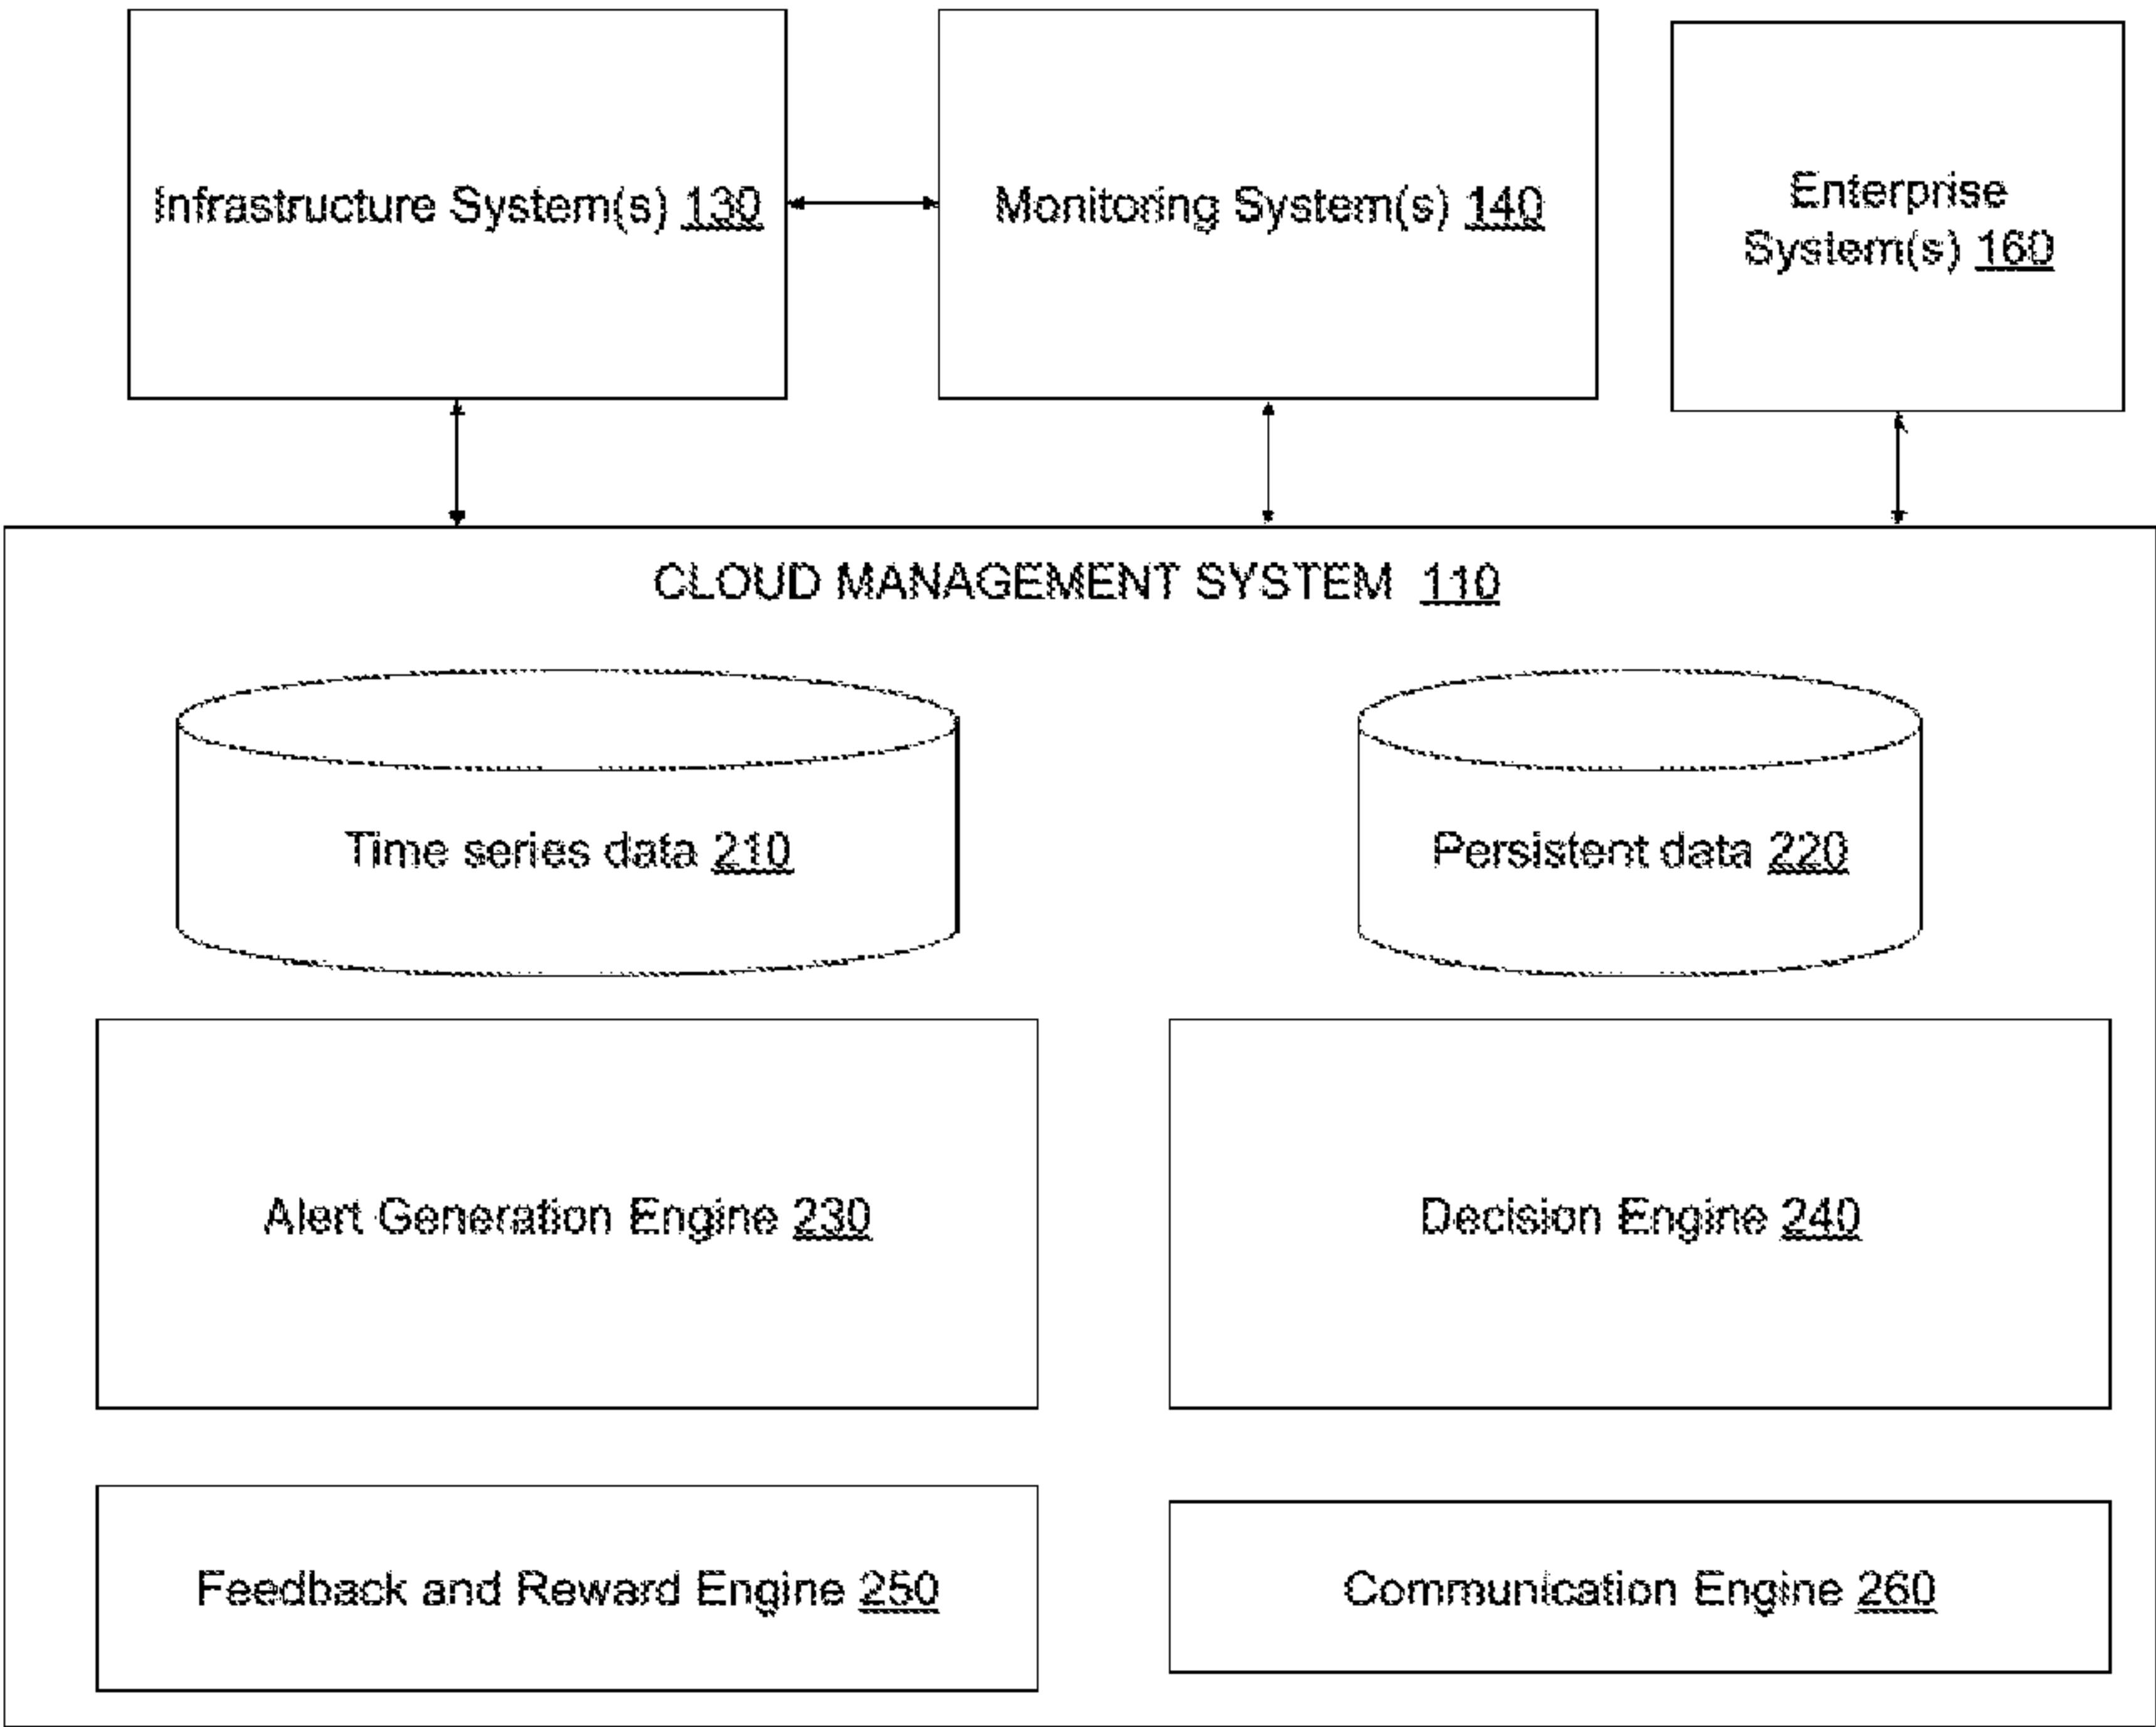 Infrastructure System(s) 130
Monitoring System(s) 140
Enterprise
System(s) 160
CLOUD MANAGEMENT SYSTEM 110
Time series data 210
Persistent data 220
Alert Generation Engine 230
Decision Engine 240
Feedback and Reward Engine 250
Communication Engine 260